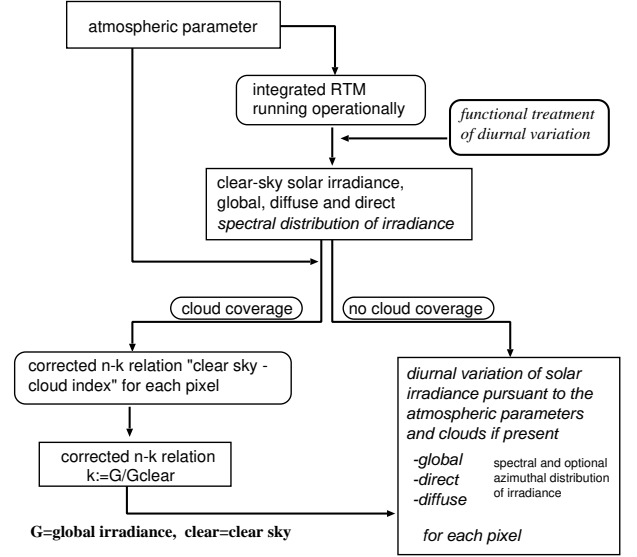 atmospheric parameter
integrated RTM
running operationally
functional treatment
of diurnal variation
clear-sky solar irradiance,
global, diffuse and direct
spectral distribution of irradiance
cloud coverage
no cloud coverage
corrected n-k relation "clear sky -
cloud index" for each pixel
corrected n-k relation
k:=G/Gclear
G=global irradiance, clear=clear sky
diurnal variation of solar
irradiance pursuant to the
atmospheric parameters
and clouds if present
-global
-direct
-diffuse
spectral and optional
azimuthal distribution
of irradiance
for each pixel